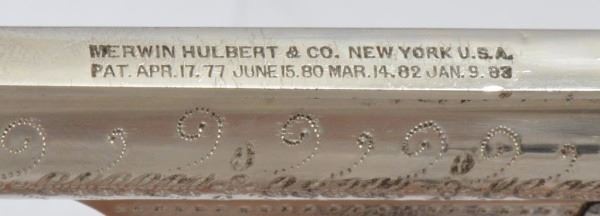 MERWIN HULBERT & CO. NEW YORK U.S.A.
PAT. APR. 17. 77 JUNE 15. 80 MAR. 14. 82 JAN. 9. 83